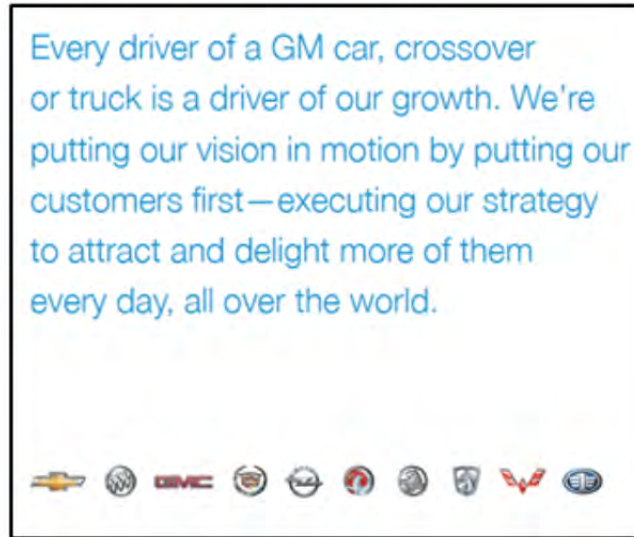 Every driver of a GM car, crossover
or truck is a driver of our growth. We're
putting our vision in motion by putting our
customers first—executing our strategy
to attract and delight more of them
every day, all over the world.
GMC